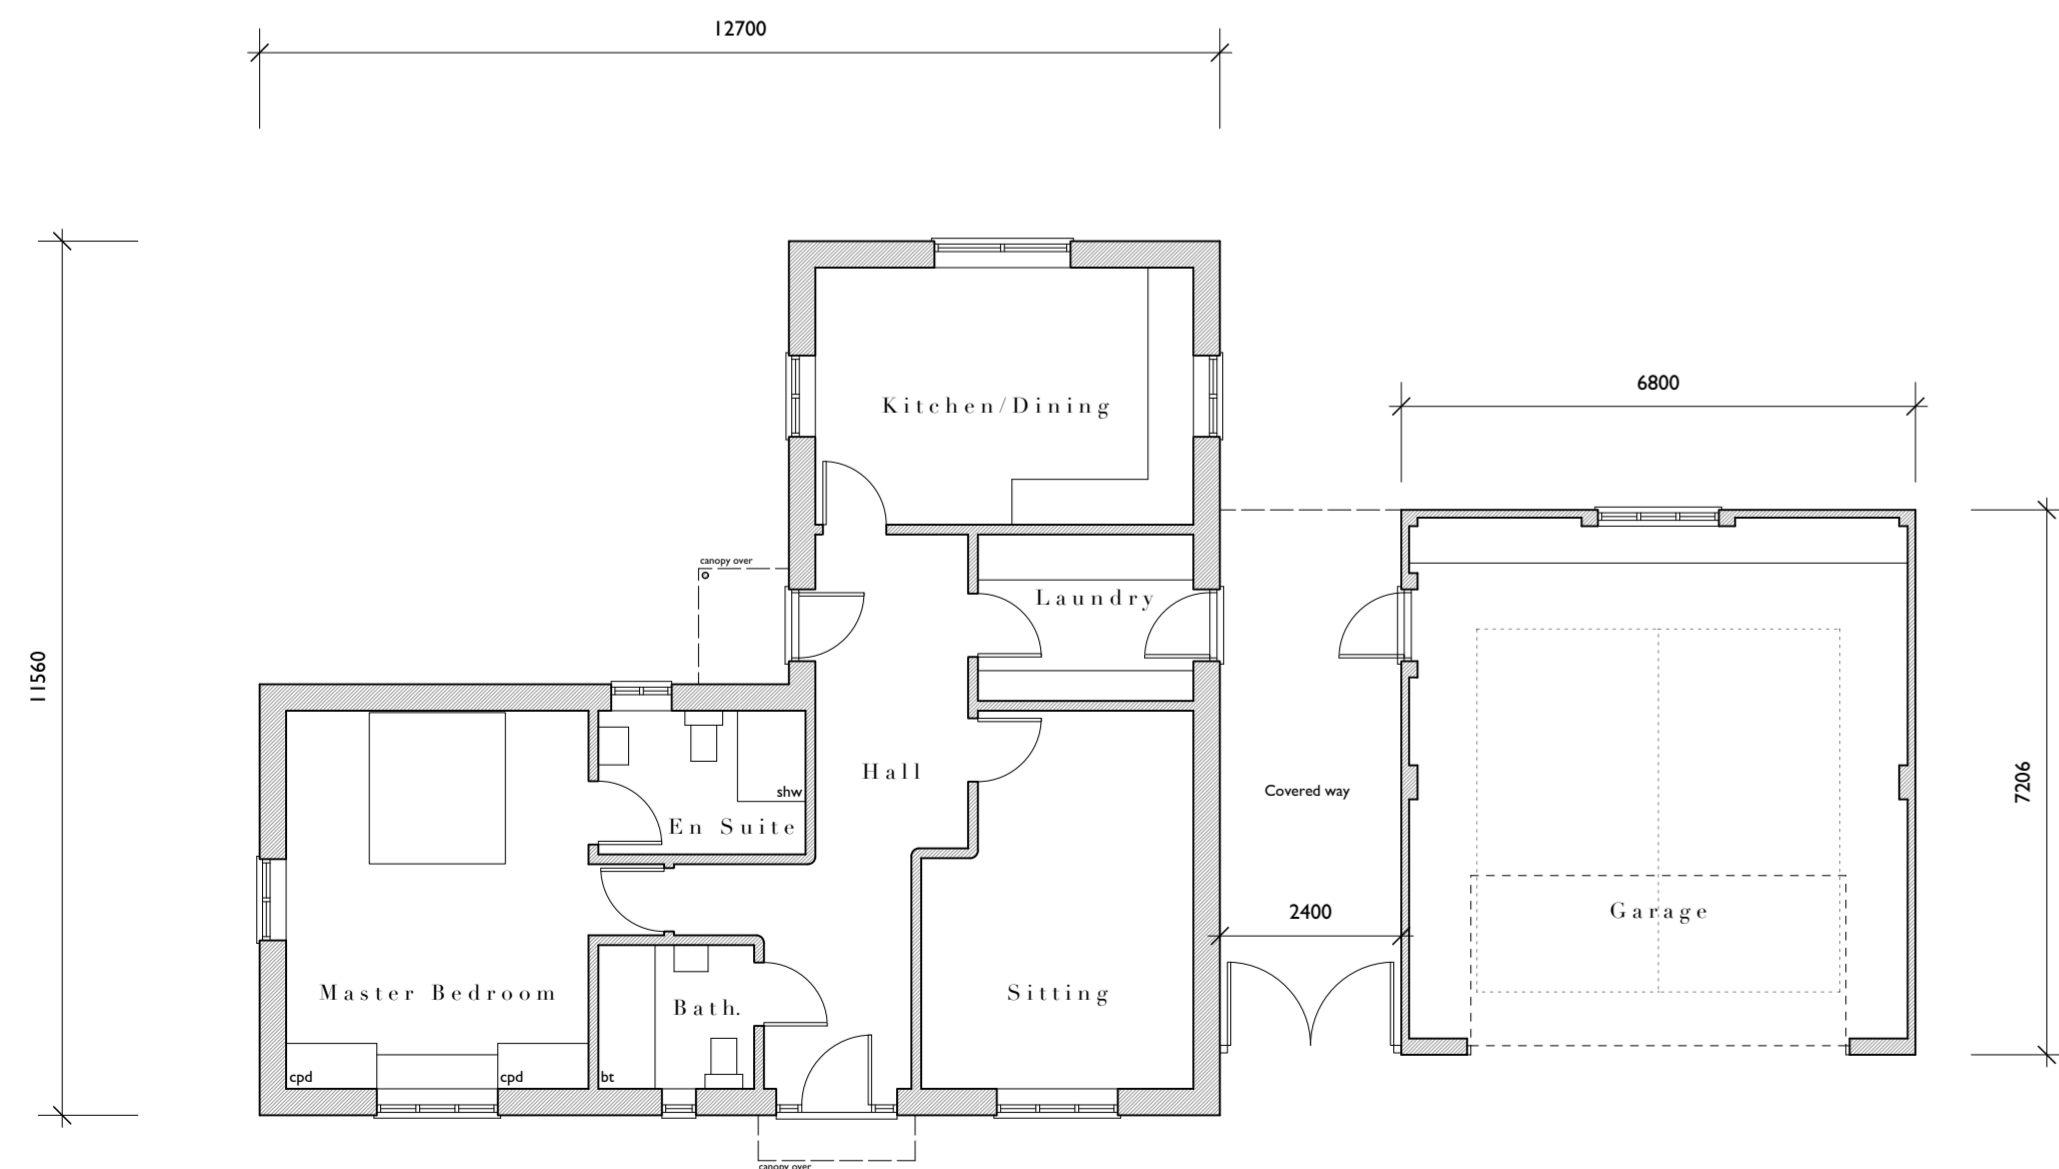 12700
6800
Kitchen/Dining
canopy over
Laundry
11560
Hall
shw
En Suite
Covered way
7206
2400
Garage
Master Bedroom
Bath.
Sitting
cpd
cpd
bt
canopy over